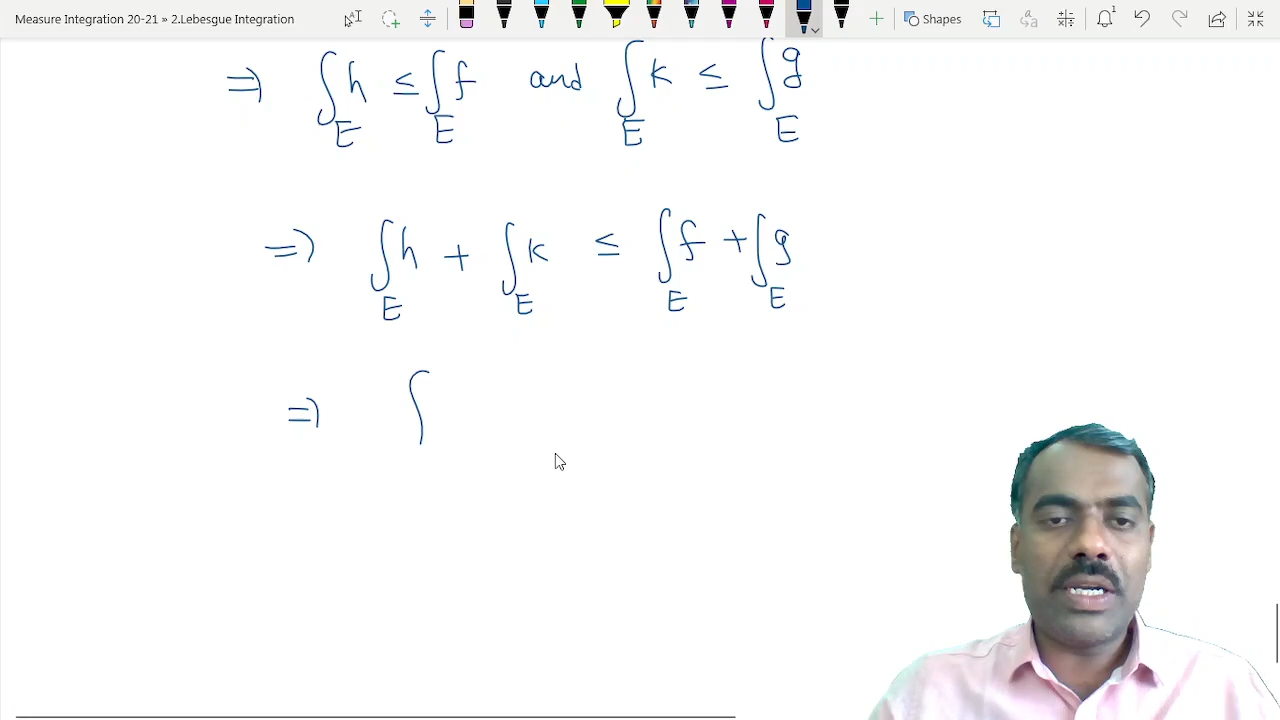 Measure Integration 20-21 » 2.Lebesgue Integration
Shapes
⇒ ∫_E h ≤ ∫_E f and ∫_E k ≤ ∫_E g
⇒ ∫_E h + ∫_E k ≤ ∫_E f + ∫_E g
⇒ ∫